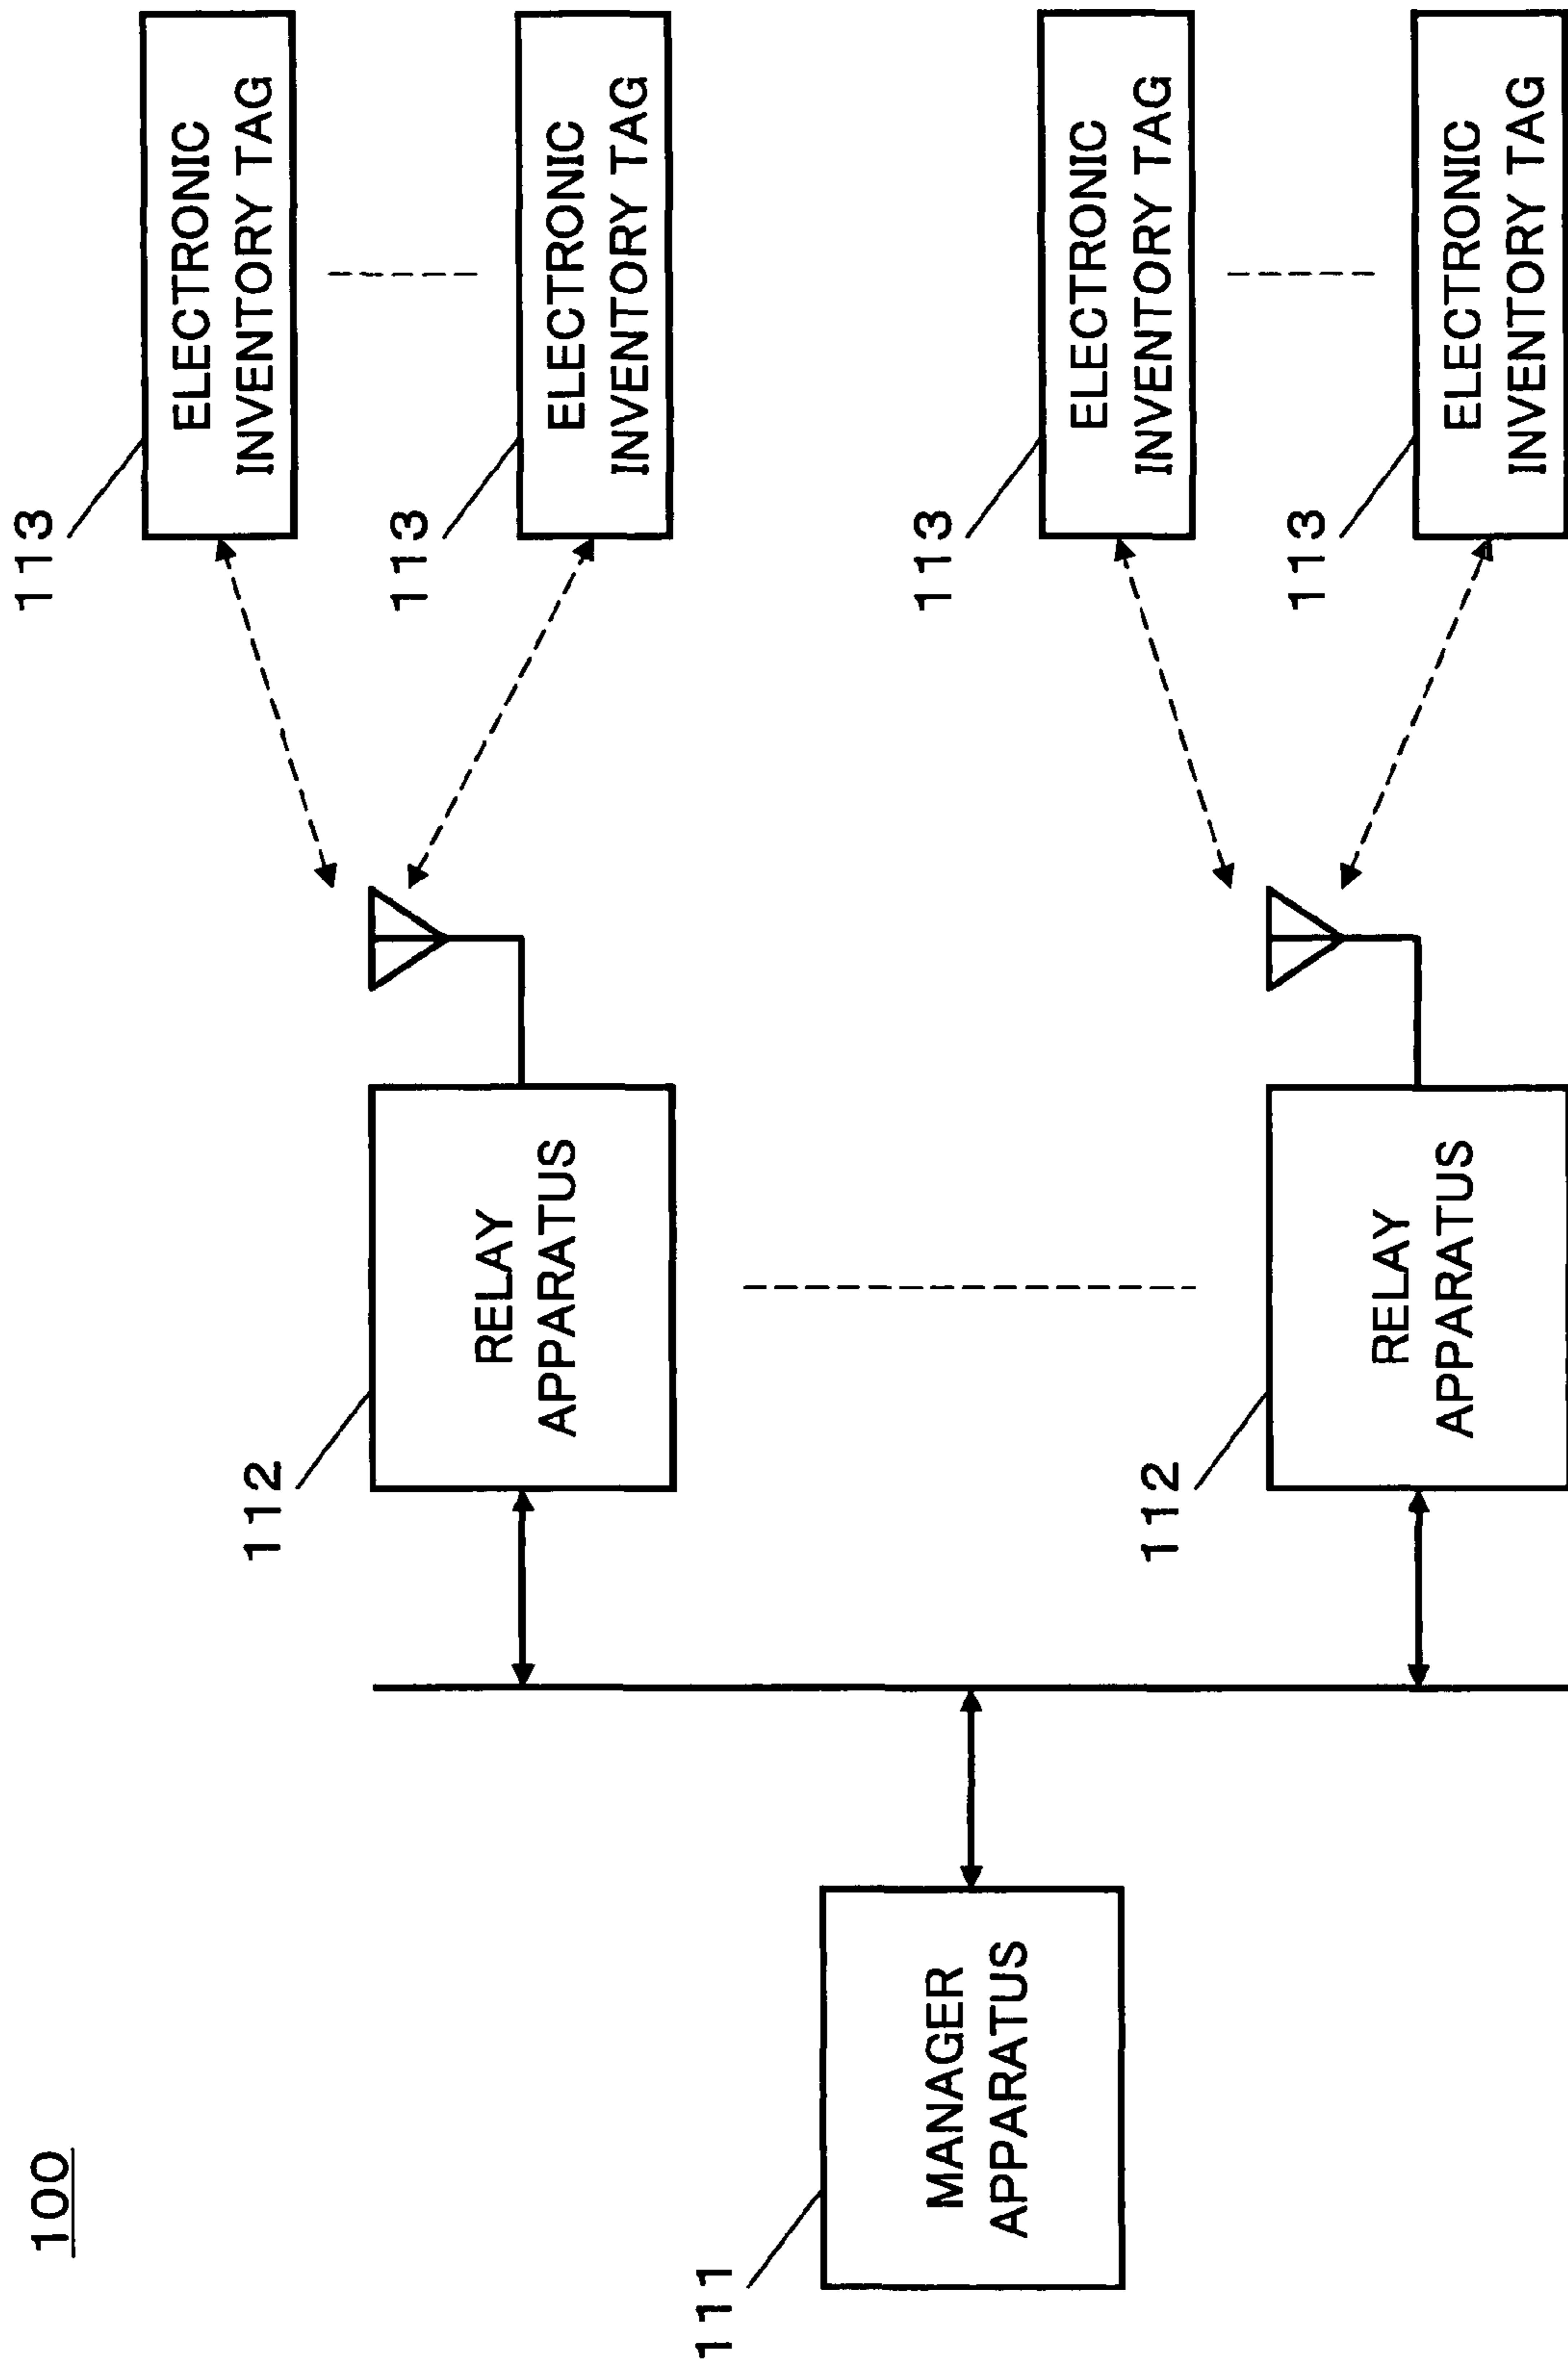 100
111
MANAGER
APPARATUS
112
RELAY
APPARATUS
112
RELAY
APPARATUS
113
ELECTRONIC
INVENTORY TAG
113
ELECTRONIC
INVENTORY TAG
113
ELECTRONIC
INVENTORY TAG
113
ELECTRONIC
INVENTORY TAG